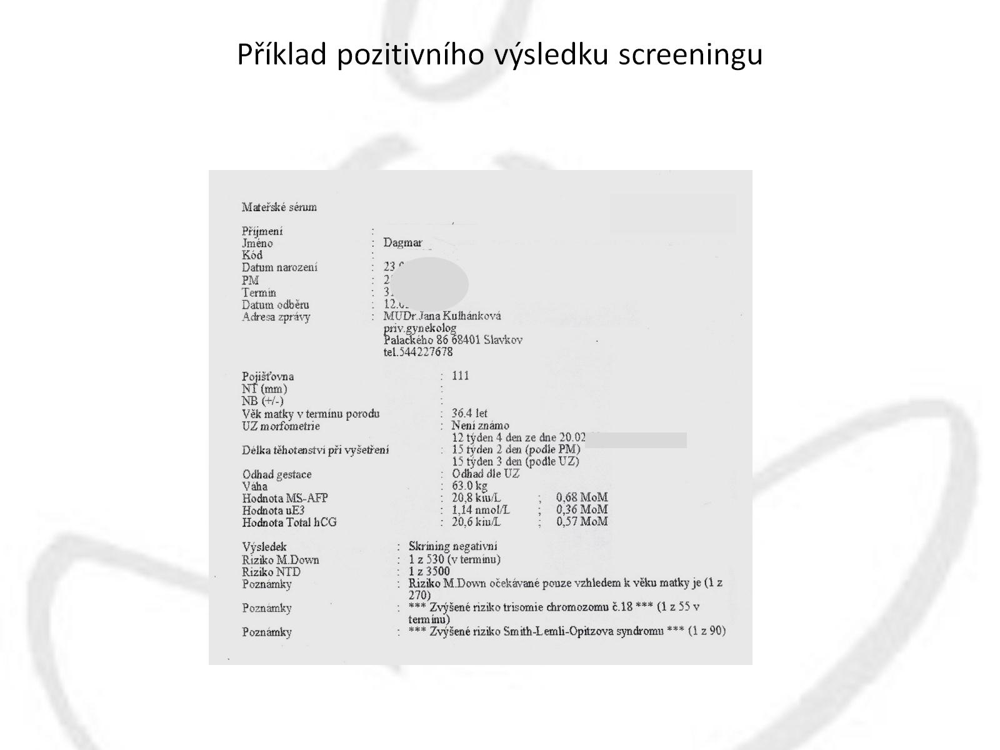 Příklad pozitivního výsledku screeningu
Mateřské sérum
Příjmení :
Jméno : Dagmar
Kód :
Datum narození : 23.0
PM : 2
Termín : 3
Datum odběru : 12.0
Adresa zprávy : MUDr.Jana Kulhánková
priv.gynekolog
Palackého 86 68401 Slavkov
tel.544227678
Pojišťovna : 111
NT (mm) :
NB (+/-) :
Věk matky v termínu porodu : 36.4 let
UZ morfometrie : Není známo
12 týden 4 den ze dne 20.02
Délka těhotenství při vyšetření : 15 týden 2 den (podle PM)
15 týden 3 den (podle UZ)
Odhad gestace : Odhad dle UZ
Váha : 63.0 kg
Hodnota MS-AFP : 20,8 kiu/L ; 0,68 MoM
Hodnota uE3 : 1,14 nmol/L ; 0,36 MoM
Hodnota Total hCG : 20,6 kiu/L ; 0,57 MoM
Výsledek : Skríning negativní
Riziko M.Down : 1 z 530 (v termínu)
Riziko NTD : 1 z 3500
Poznámky : Riziko M.Down očekávané pouze vzhledem k věku matky je (1 z
270)
Poznámky : *** Zvýšené riziko trisomie chromozomu č.18 *** (1 z 55 v
termínu)
Poznámky : *** Zvýšené riziko Smith-Lemli-Opitzova syndromu *** (1 z 90)